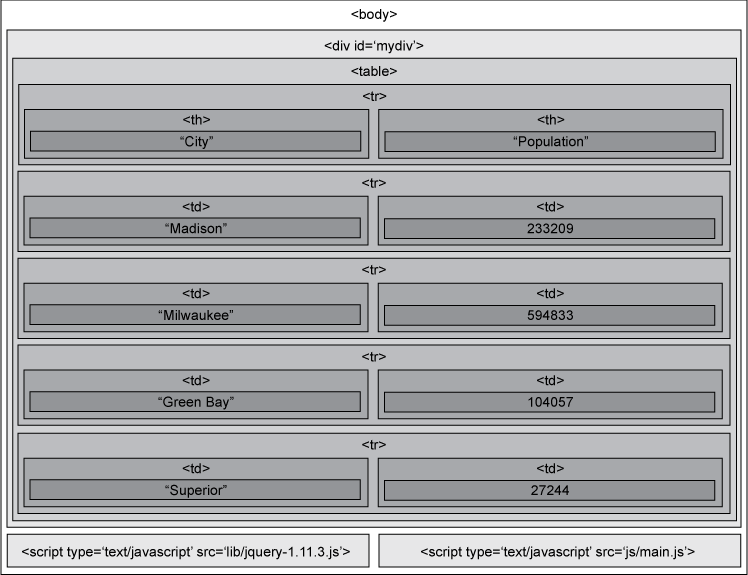 <body>
<div id=‘mydiv’>
<table>
<tr>
<th> <th>
“City” “Population”
<tr>
<td> <td>
“Madison” 233209
<tr>
<td> <td>
“Milwaukee” 594833
<tr>
<td> <td>
“Green Bay” 104057
<tr>
<td> <td>
“Superior” 27244
<script type=‘text/javascript’ src=‘lib/jquery-1.11.3.js’> <script type=‘text/javascript’ src=‘js/main.js’>